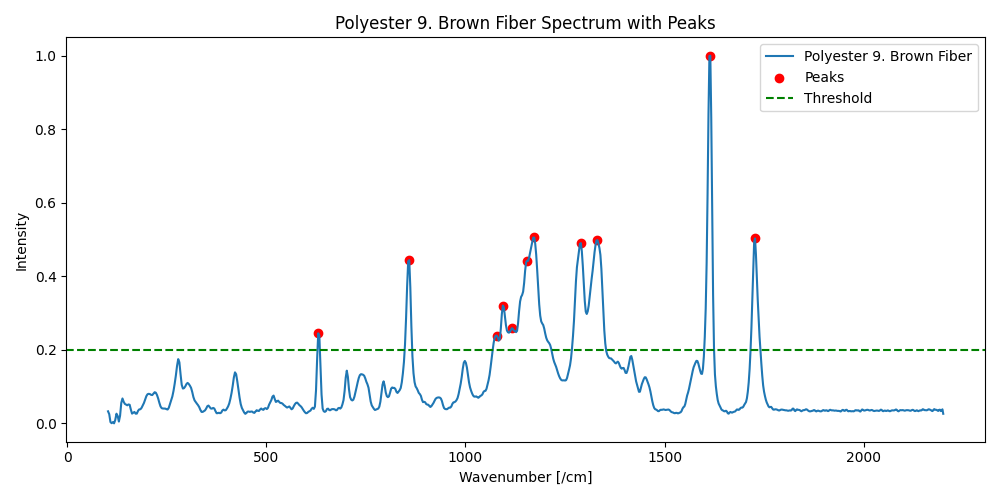 Polyester 9. Brown Fiber Spectrum with Peaks
Polyester 9. Brown Fiber
Peaks
Threshold
Intensity
1.0
0.8
0.6
0.4
0.2
0.0
0 500 1000 1500 2000
Wavenumber [/cm]